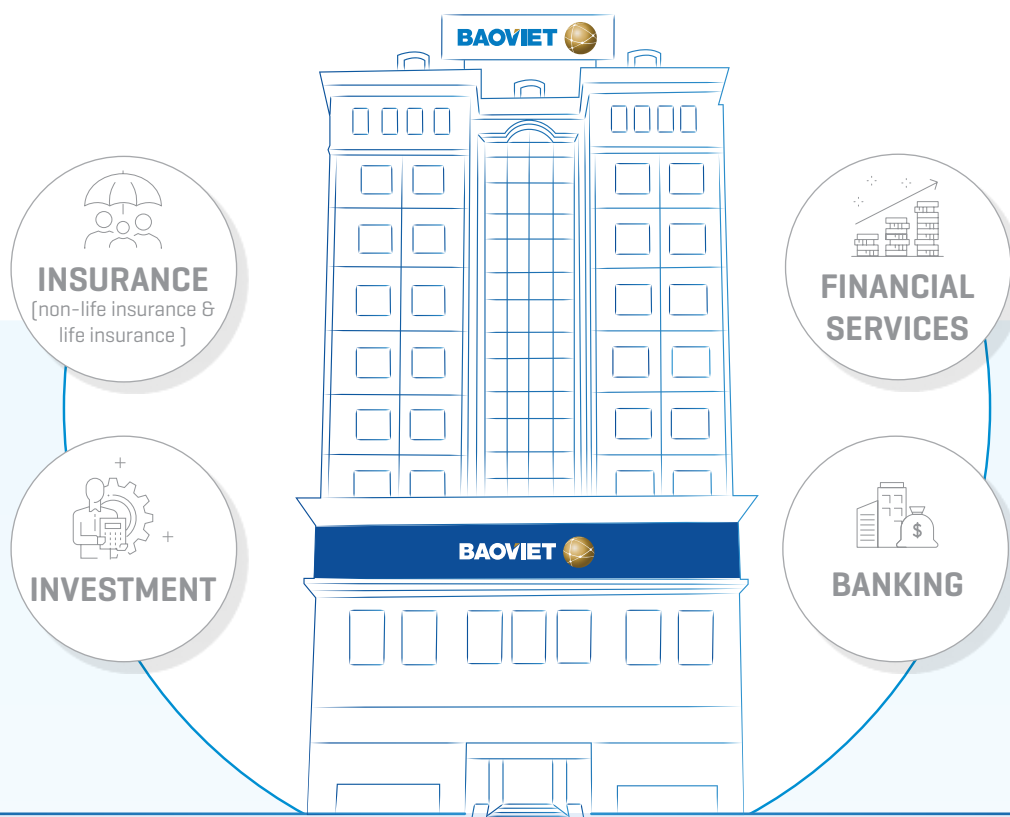 BAOVIET
INSURANCE
(non-life insurance &
life insurance )
FINANCIAL
SERVICES
INVESTMENT
$
BANKING
BAOVIET